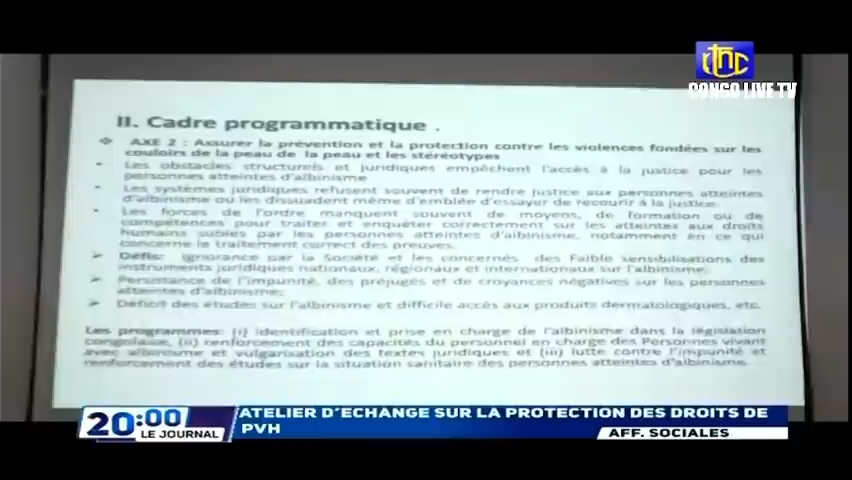 rtnc
CONGO LIVE TV
II. Cadre programmatique .
❖ AXE 2 : Assurer la prévention et la protection contre les violences fondées sur les
couloirs de la peau de la peau et les stéréotypes
- Les obstacles structurels et juridiques empêchent l'accès à la justice pour les
personnes atteintes d'albinisme
- Les systèmes juridiques refusent souvent de rendre justice aux personnes atteintes
d'albinisme ou les dissuadent même d'emblée d'essayer de recourir à la justice.
- Les forces de l'ordre manquent souvent de moyens, de formation ou de
compétences pour traiter et enquêter correctement sur les atteintes aux droits
humains subies par les personnes atteintes d'albinisme, notamment en ce qui
concerne le traitement correct des preuves.
➢ Défis: ignorance par la Société et les concernés des Faible sensibilisations des
instruments juridiques nationaux, régionaux et internationaux sur l'albinisme;
➢ Persistance de l'impunité, des préjugés et de croyances négatives sur les personnes
atteintes d'albinisme;
➢ Déficit des études sur l'albinisme et difficile accès aux produits dermatologiques, etc.
Les programmes: (i) identification et prise en charge de l'albinisme dans la législation
congolaise, (ii) renforcement des capacités du personnel en charge des Personnes vivant
avec albinisme et vulgarisation des textes juridiques et (iii) lutte contre l'impunité et
renforcement des études sur la situation sanitaire des personnes atteintes d'albinisme.
20:00
LE JOURNAL
ATELIER D'ECHANGE SUR LA PROTECTION DES DROITS DE
PVH
AFF. SOCIALES